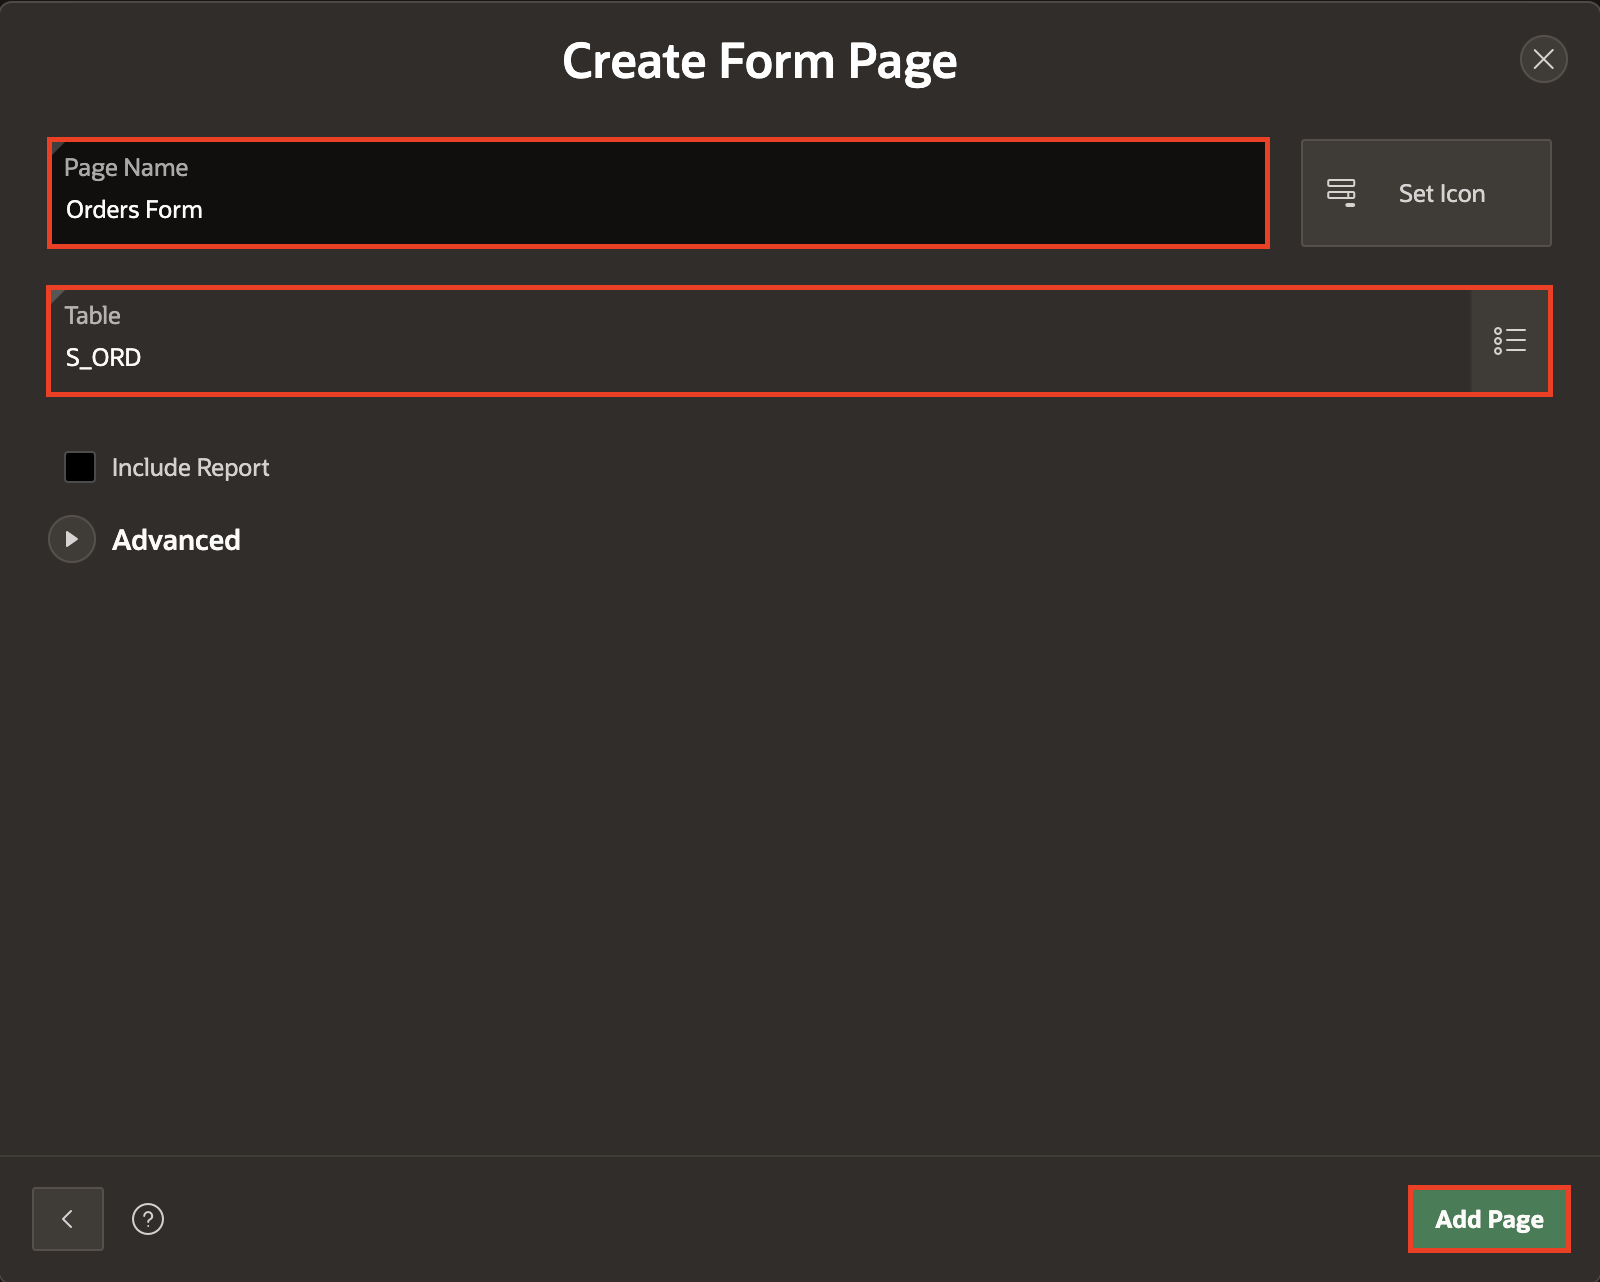 Create Form Page
Page Name
Orders Form
Set Icon
Table
S_ORD
Include Report
Advanced
?
Add Page